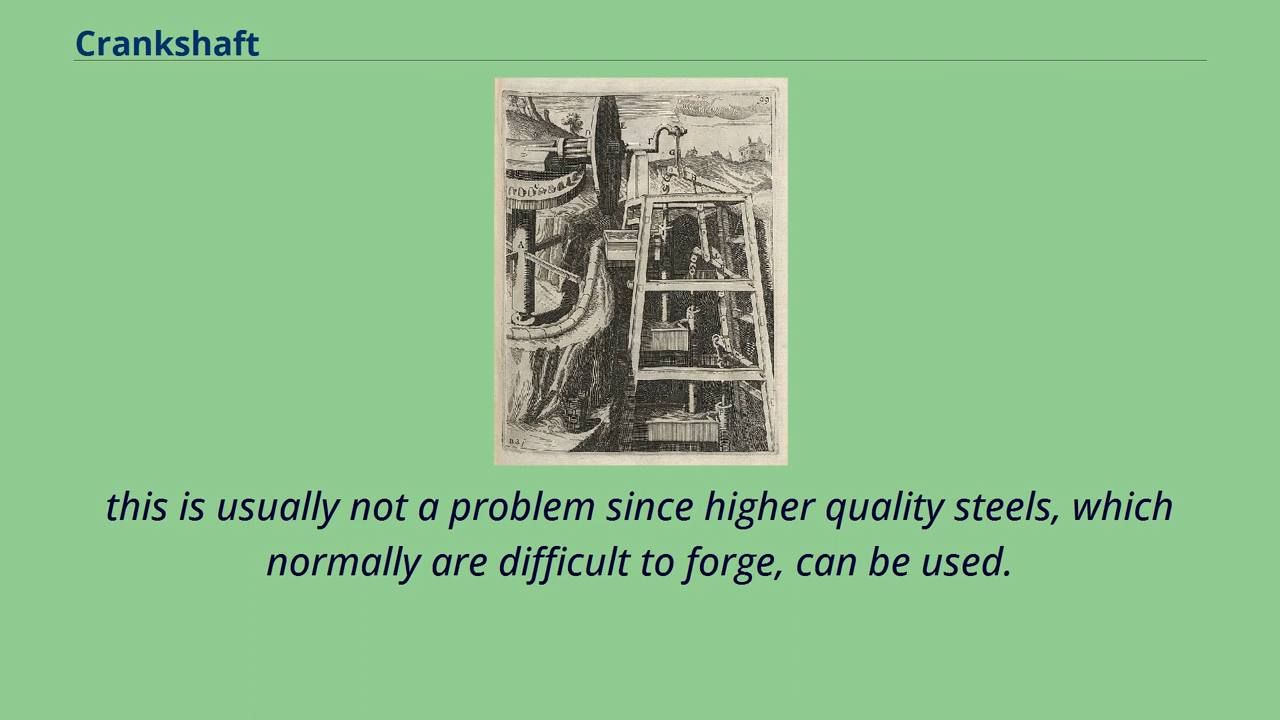 Crankshaft
99
E
A
this is usually not a problem since higher quality steels, which
normally are difficult to forge, can be used.